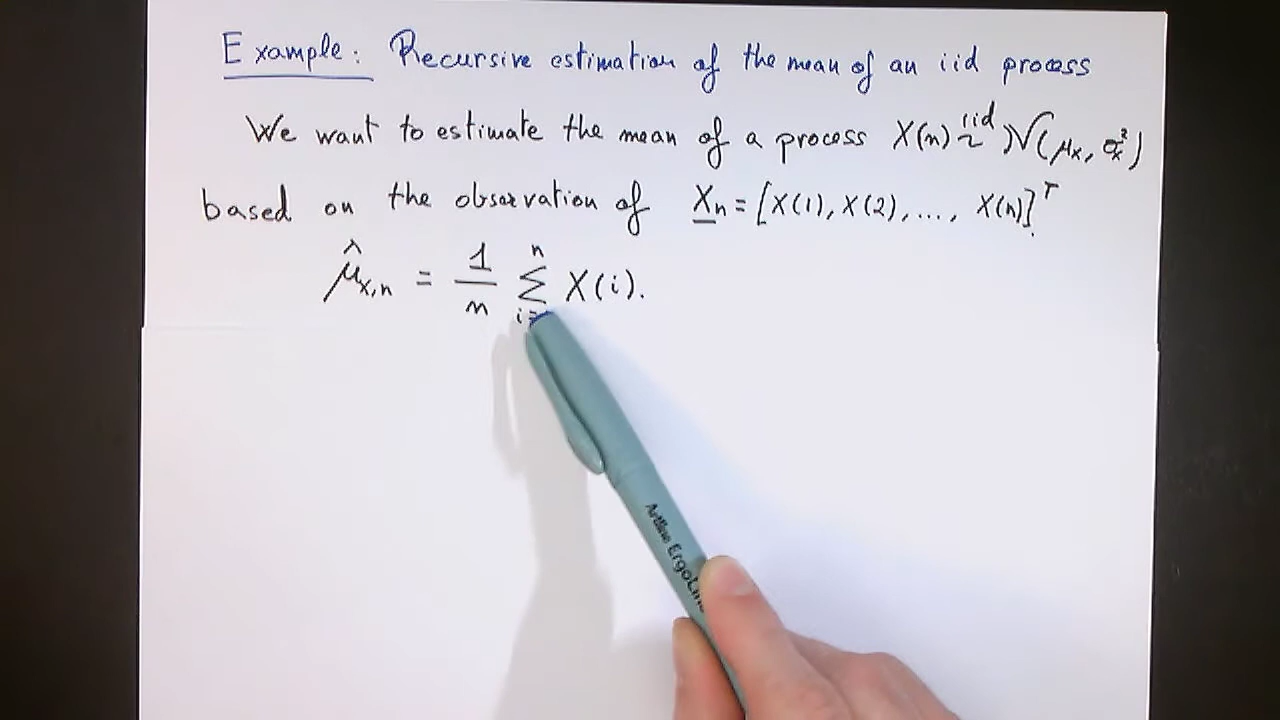 Example: Recursive estimation of the mean of an iid process
We want to estimate the mean of a process X(n) iid~ N(μx, σx²)
based on the observation of Xn = [X(1), X(2), ..., X(n)]ᵀ.
μ̂x,n = 1/n Σ n i= X(i).
Artline ErgoLine